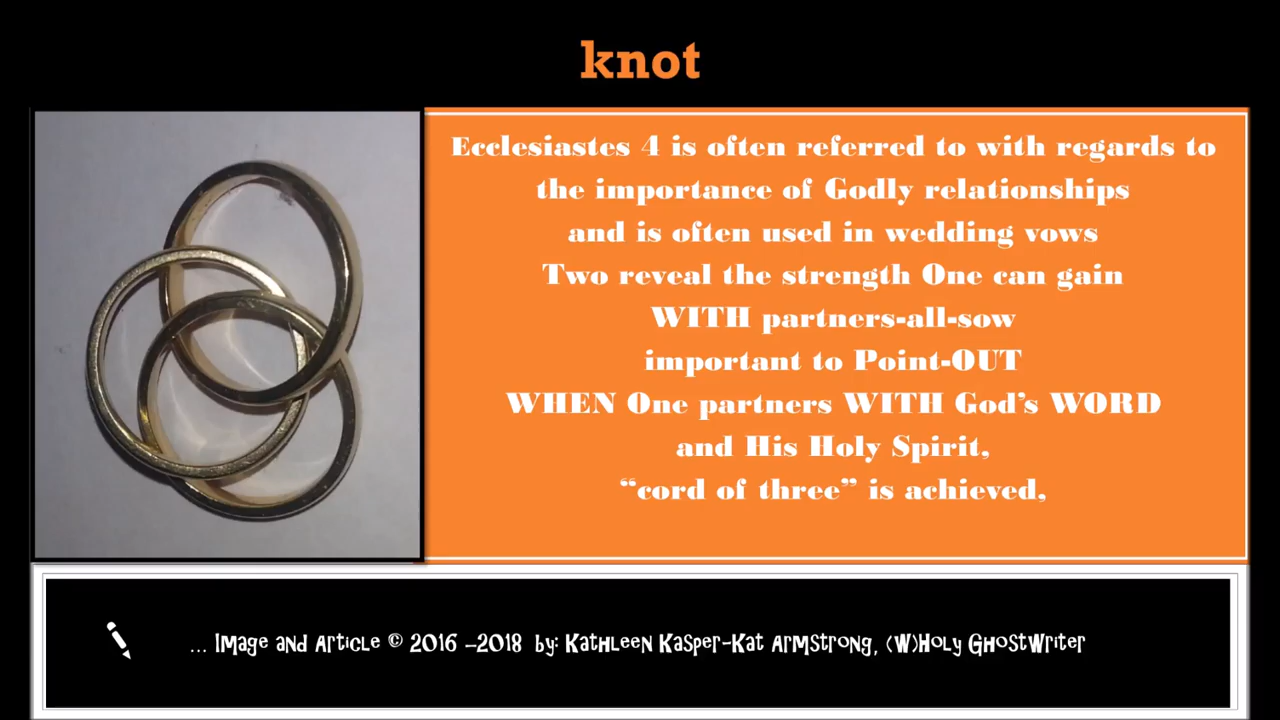 knot
Ecclesiastes 4 is often referred to with regards to
the importance of Godly relationships
and is often used in wedding vows
Two reveal the strength One can gain
WITH partners-all-sow
important to Point-OUT
WHEN One partners WITH God’s WORD
and His Holy Spirit,
“cord of three” is achieved,
... Image and Article © 2016 –2018 by: Kathleen Kasper-Kat Armstrong, (W)Holy GhostWriter